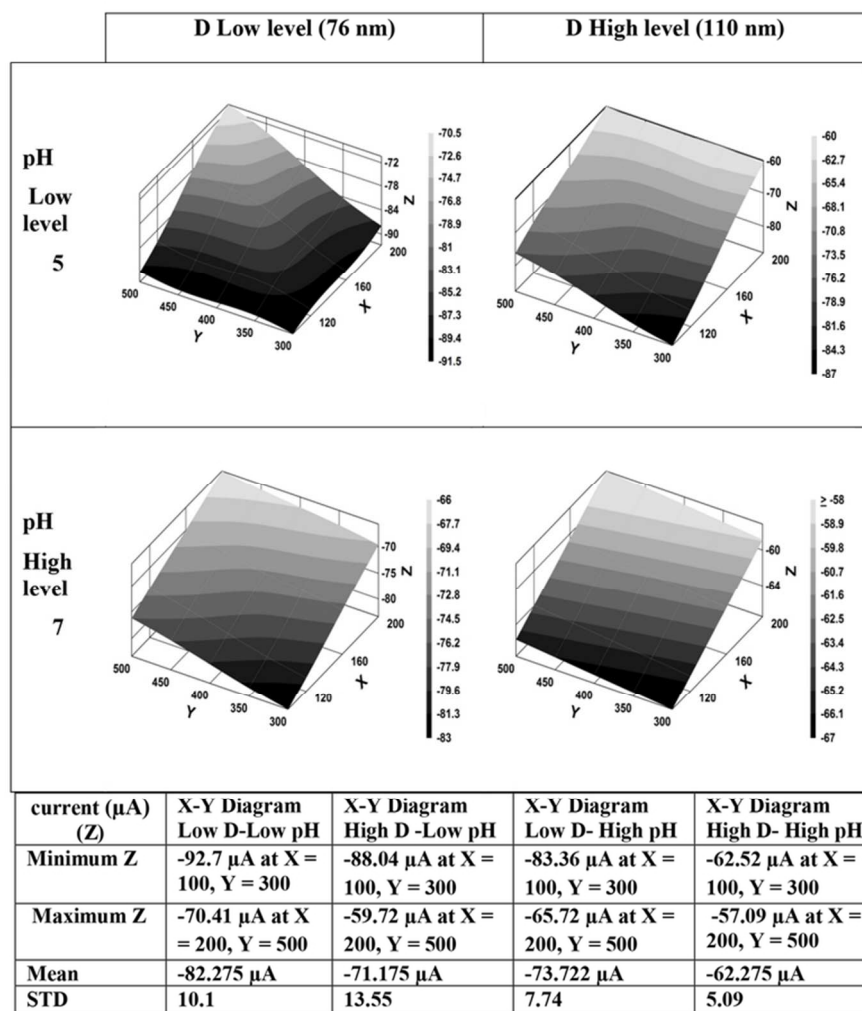 D Low level (76 nm)
D High level (110 nm)
pH
Low
level
5
-70.5
-72.6
-74.7
-76.8
-78.9
-81
-83.1
-85.2
-87.3
-89.4
-91.5
-72
-78
-84
-90
Z
200
160
120
X
500
450
400
350
300
Y
-60
-62.7
-65.4
-68.1
-70.8
-73.5
-76.2
-78.9
-81.6
-84.3
-87
-60
-70
-80
Z
200
160
120
X
500
450
400
350
300
Y
pH
High
level
7
-66
-67.7
-69.4
-71.1
-72.8
-74.5
-76.2
-77.9
-79.6
-81.3
-83
-70
-75
-80
Z
200
160
120
X
500
450
400
350
300
Y
≥ -58
-58.9
-59.8
-60.7
-61.6
-62.5
-63.4
-64.3
-65.2
-66.1
-67
-60
-64
Z
200
160
120
X
500
450
400
350
300
Y
current (µA)
(Z)
X-Y Diagram
Low D-Low pH
X-Y Diagram
High D -Low pH
X-Y Diagram
Low D- High pH
X-Y Diagram
High D- High pH
Minimum Z
-92.7 µA at X =
100, Y = 300
-88.04 µA at X =
100, Y = 300
-83.36 µA at X =
100, Y = 300
-62.52 µA at X =
100, Y = 300
Maximum Z
-70.41 µA at X
= 200, Y = 500
-59.72 µA at X =
200, Y = 500
-65.72 µA at X =
200, Y = 500
-57.09 µA at X =
200, Y = 500
Mean
-82.275 µA
-71.175 µA
-73.722 µA
-62.275 µA
STD
10.1
13.55
7.74
5.09